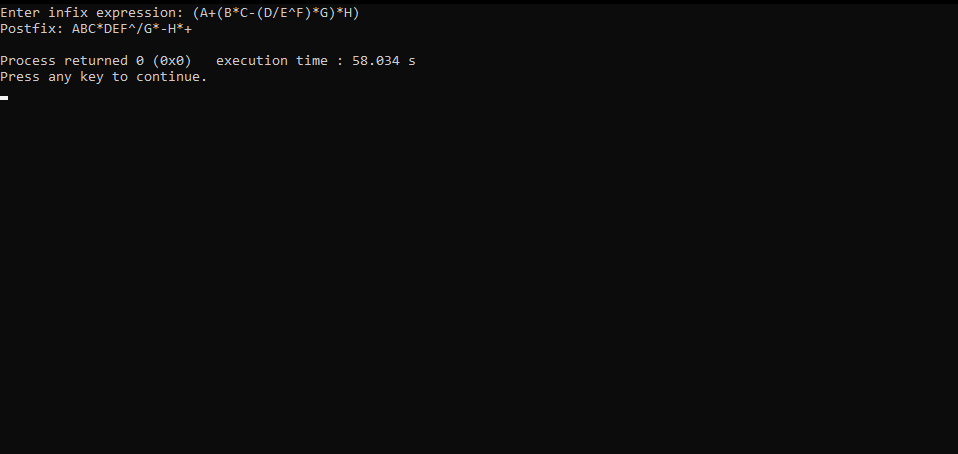 Enter infix expression: (A+(B*C-(D/E^F)*G)*H)
Postfix: ABC*DEF^/G*-H*+
Process returned 0 (0x0)   execution time : 58.034 s
Press any key to continue.